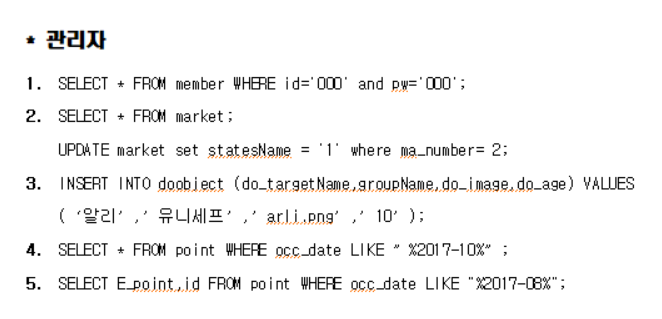 * 관리자
1. SELECT * FROM member WHERE id='000' and pw='000';
2. SELECT * FROM market;
UPDATE market set statesName = '1' where ma_number= 2;
3. INSERT INTO doobject (do_targetName,groupName,do_image,do_age) VALUES
( ‘알리’ ,’ 유니세프’ ,’ arli.png’ ,’ 10’ );
4. SELECT * FROM point WHERE occ_date LIKE ” %2017-10%” ;
5. SELECT E_point,id FROM point WHERE occ_date LIKE "%2017-08%";